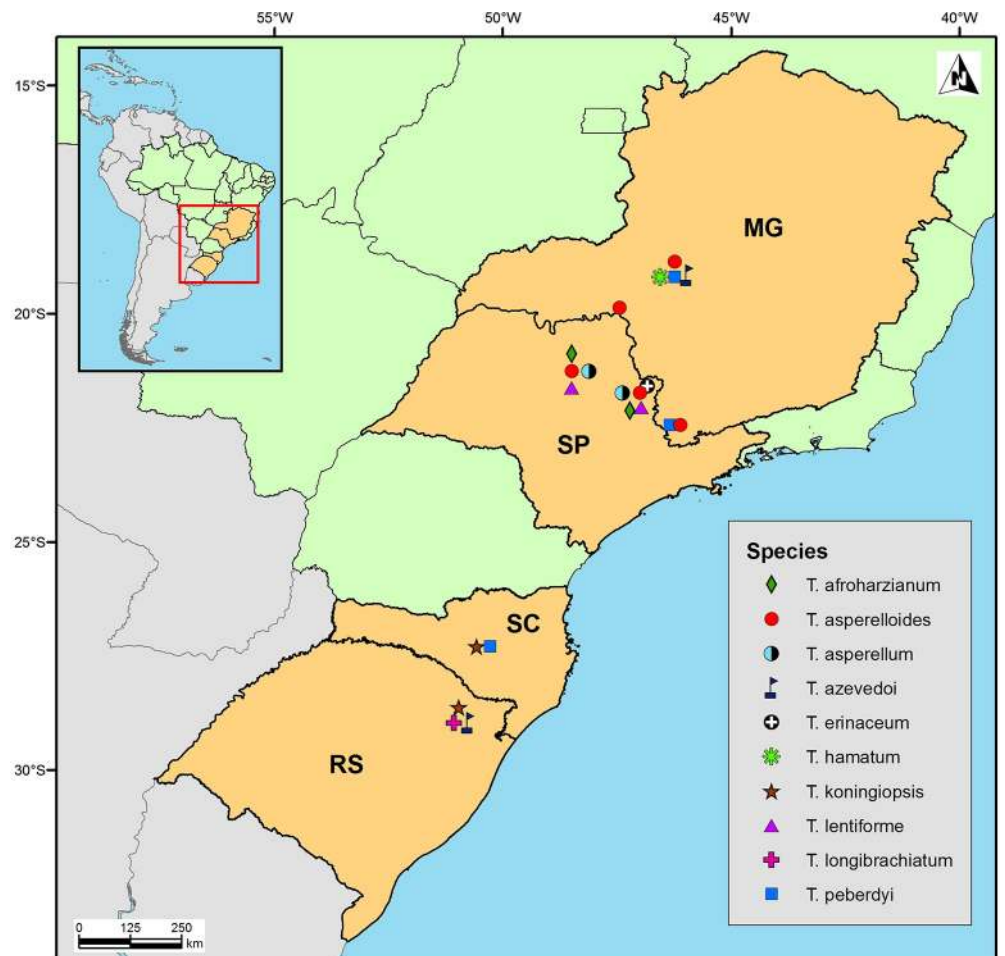 55°W 50°W 45°W 40°W
N
15°S
MG
20°S
SP
25°S
Species
T. afroharzianum
T. asperelloides
T. asperellum
T. azevedoi
T. erinaceum
T. hamatum
T. koningiopsis
T. lentiforme
T. longibrachiatum
T. peberdyi
SC
30°S
RS
0 125 250
km